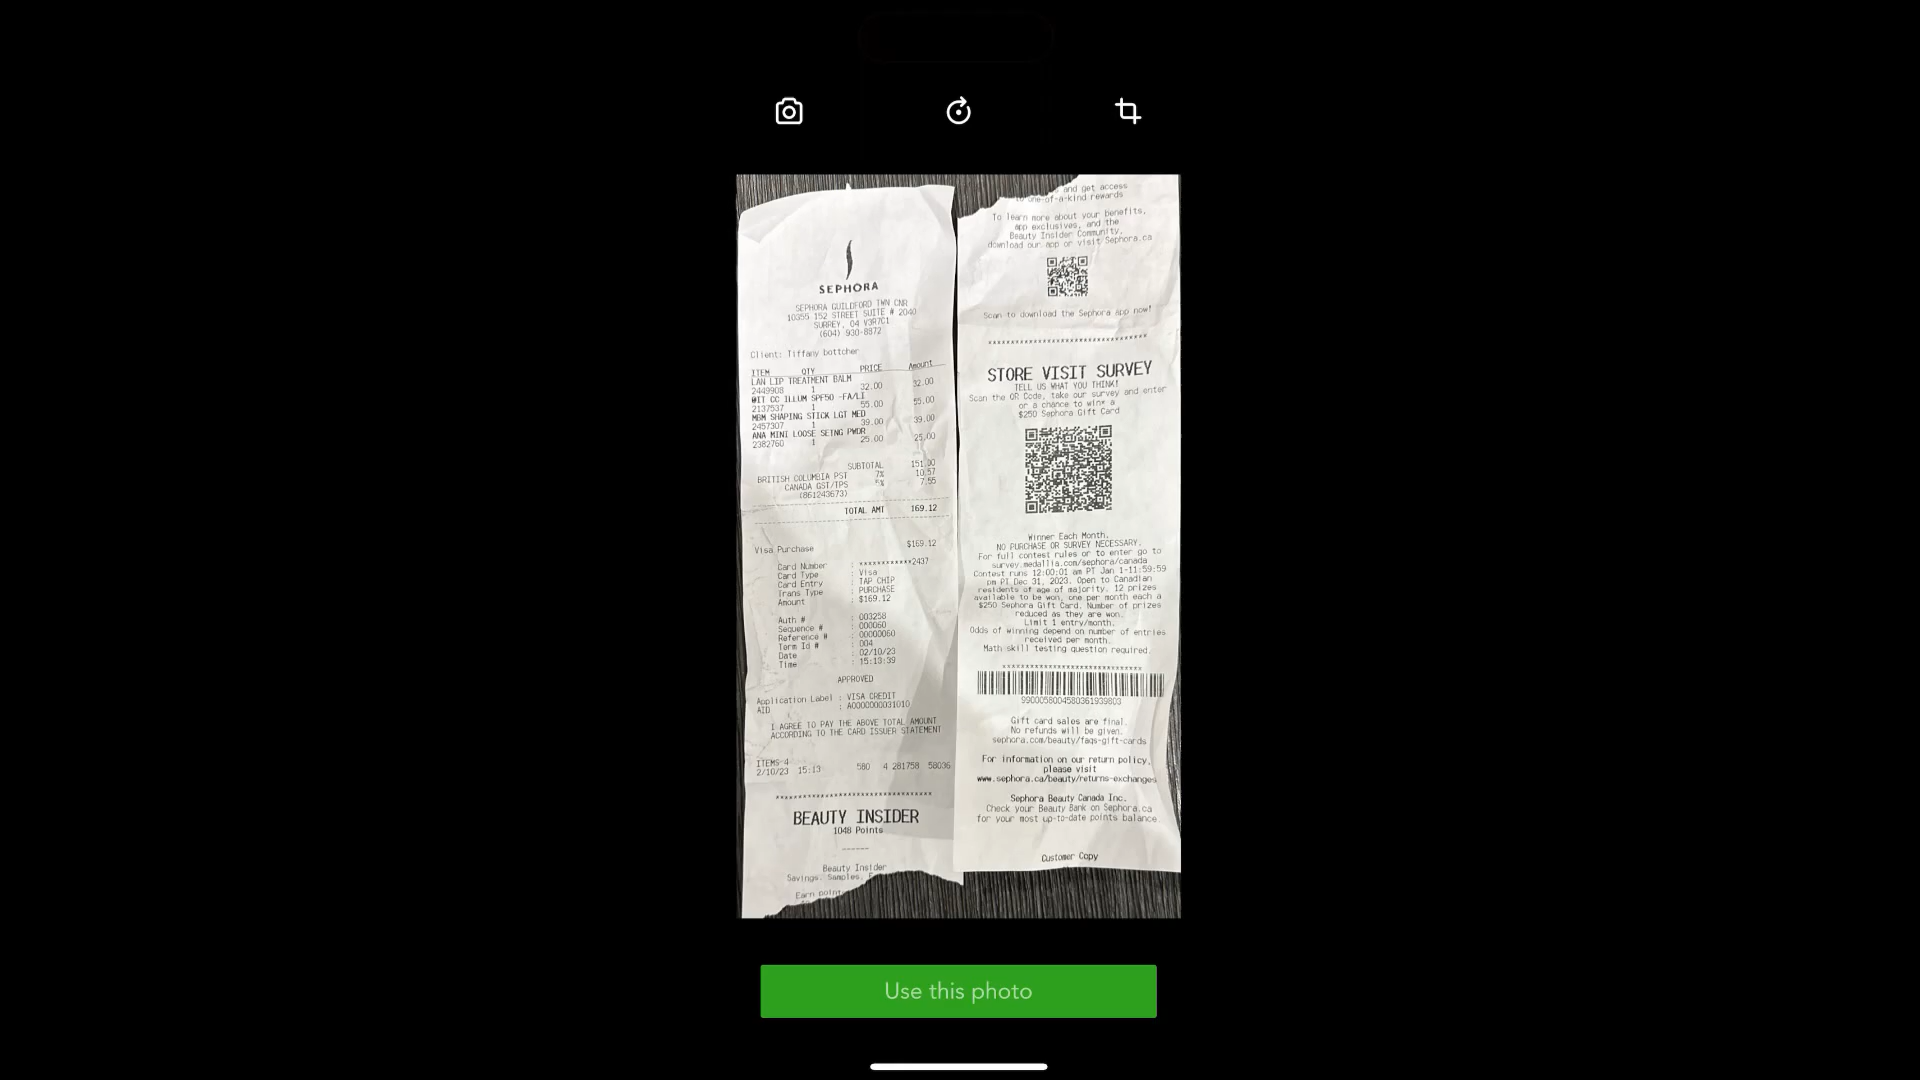 SEPHORA
SEPHORA GUILDFORD TWN CNR
10355 152 STREET SUITE # 2040
SURREY, 04 V3R7C1
(604) 930-8872
Client: Tiffany bottcher
ITEM QTY PRICE Amount
LAN LIP TREATMENT BALM
2449908 1 32.00 32.00
WIT CC ILLUM SPF50 -FA/LI
2137537 1 55.00 55.00
MBM SHAPING STICK LGT MED
2457307 1 39.00 39.00
ANA MINI LOOSE SETNG PWDR
2382760 1 25.00 25.00
SUBTOTAL 151.00
BRITISH COLUMBIA PST 7% 10.57
CANADA GST/TPS 5% 7.55
(861243673)
TOTAL AMT 169.12
Visa Purchase $169.12
Card Number : ************2437
Card Type : Visa
Card Entry : TAP CHIP
Trans Type : PURCHASE
Amount : $169.12
Auth # : 003258
Sequence # : 000060
Reference # : 00000060
Term Id # : 004
Date : 02/10/23
Time : 15:13:39
APPROVED
Application Label : VISA CREDIT
AID : A0000000031010
I AGREE TO PAY THE ABOVE TOTAL AMOUNT
ACCORDING TO THE CARD ISSUER STATEMENT
ITEMS 4
2/10/23 15:13 580 4 281758 58036
BEAUTY INSIDER
1048 Points
------
Beauty Insider
Savings. Samples.
Earn point
and get access
one-of-a-kind rewards
To learn more about your benefits,
app exclusives, and the
Beauty Insider Community,
download our app or visit Sephora.ca
Scan to download the Sephora app now!
STORE VISIT SURVEY
TELL US WHAT YOU THINK!
Scan the QR Code, take our survey and enter
or a chance to win* a
$250 Sephora Gift Card
Winner Each Month.
NO PURCHASE OR SURVEY NECESSARY.
For full contest rules or to enter go to
survey.medallia.com/sephora/canada
Contest runs 12:00:01 am PT Jan 1-11:59:59
pm PT Dec 31, 2023. Open to Canadian
residents of age of majority. 12 prizes
available to be won, one per month each a
$250 Sephora Gift Card. Number of prizes
reduced as they are won.
Limit 1 entry/month.
Odds of winning depend on number of entries
received per month.
Math skill testing question required.
9900058004580361939803
Gift card sales are final.
No refunds will be given.
sephora.com/beauty/faqs-gift-cards
For information on our return policy,
please visit
www.sephora.ca/beauty/returns-exchanges
Sephora Beauty Canada Inc.
Check your Beauty Bank on Sephora.ca
for your most up-to-date points balance
Customer Copy
Use this photo